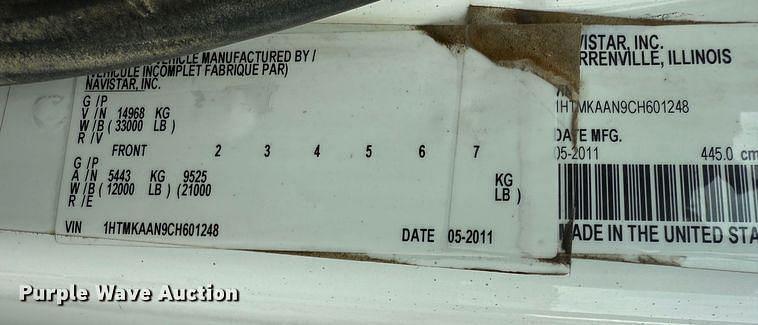 VEHICLE MANUFACTURED BY /
(VEHICULE INCOMPLET FABRIQUE PAR)
NAVISTAR, INC.
G / P
V / N 14968 KG
W / B ( 33000 LB )
R / V
FRONT 2 3 4 5 6 7
G / P
A / N 5443 KG 9525 KG
W / B ( 12000 LB ) (21000 LB )
R / E
VIN 1HTMKAAN9CH601248
DATE 05-2011
VISTAR, INC.
RRENVILLE, ILLINOIS
1HTMKAAN9CH601248
DATE MFG.
05-2011 445.0 cm
MADE IN THE UNITED STA
Purple Wave Auction